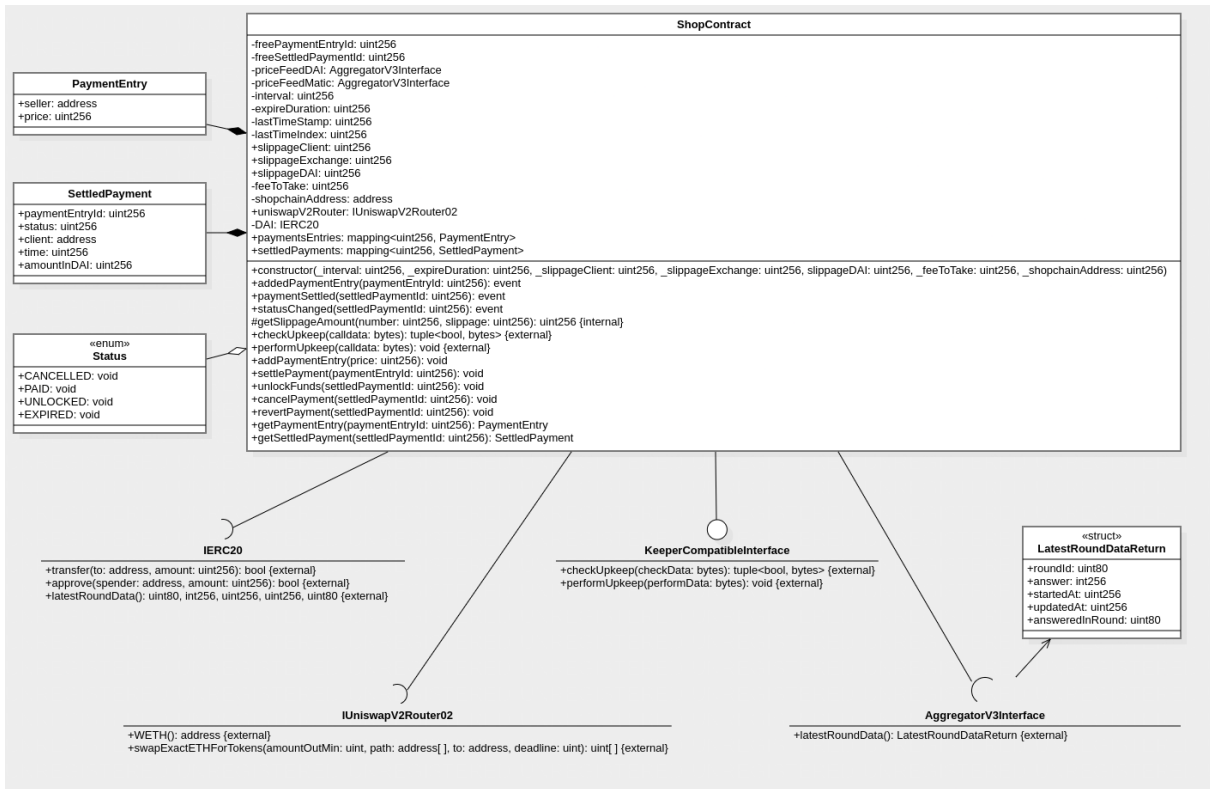 ShopContract
-freePaymentEntryId: uint256
-freeSettledPaymentId: uint256
-priceFeedDAI: AggregatorV3Interface
-priceFeedMatic: AggregatorV3Interface
-interval: uint256
-expireDuration: uint256
-lastTimeStamp: uint256
-lastTimeIndex: uint256
+slippageClient: uint256
+slippageExchange: uint256
+slippageDAI: uint256
-feeToTake: uint256
-shopchainAddress: address
+uniswapV2Router: IUniswapV2Router02
-DAI: IERC20
+paymentsEntries: mapping<uint256, PaymentEntry>
+settledPayments: mapping<uint256, SettledPayment>
+constructor(_interval: uint256, _expireDuration: uint256, _slippageClient: uint256, _slippageExchange: uint256, slippageDAI: uint256, _feeToTake: uint256, _shopchainAddress: uint256)
+addedPaymentEntry(paymentEntryId: uint256): event
+paymentSettled(settledPaymentId: uint256): event
+statusChanged(settledPaymentId: uint256): event
#getSlippageAmount(number: uint256, slippage: uint256): uint256 {internal}
+checkUpkeep(calldata: bytes): tuple<bool, bytes> {external}
+performUpkeep(calldata: bytes): void {external}
+addPaymentEntry(price: uint256): void
+settlePayment(paymentEntryId: uint256): void
+unlockFunds(settledPaymentId: uint256): void
+cancelPayment(settledPaymentId: uint256): void
+revertPayment(settledPaymentId: uint256): void
+getPaymentEntry(paymentEntryId: uint256): PaymentEntry
+getSettledPayment(settledPaymentId: uint256): SettledPayment
PaymentEntry
+seller: address
+price: uint256
SettledPayment
+paymentEntryId: uint256
+status: uint256
+client: address
+time: uint256
+amountInDAI: uint256
«enum»
Status
+CANCELLED: void
+PAID: void
+UNLOCKED: void
+EXPIRED: void
IERC20
+transfer(to: address, amount: uint256): bool {external}
+approve(spender: address, amount: uint256): bool {external}
+latestRoundData(): uint80, int256, uint256, uint256, uint80 {external}
KeeperCompatibleInterface
+checkUpkeep(checkData: bytes): tuple<bool, bytes> {external}
+performUpkeep(performData: bytes): void {external}
«struct»
LatestRoundDataReturn
+roundId: uint80
+answer: int256
+startedAt: uint256
+updatedAt: uint256
+answeredInRound: uint80
IUniswapV2Router02
+WETH(): address {external}
+swapExactETHForTokens(amountOutMin: uint, path: address[ ], to: address, deadline: uint): uint[ ] {external}
AggregatorV3Interface
+latestRoundData(): LatestRoundDataReturn {external}